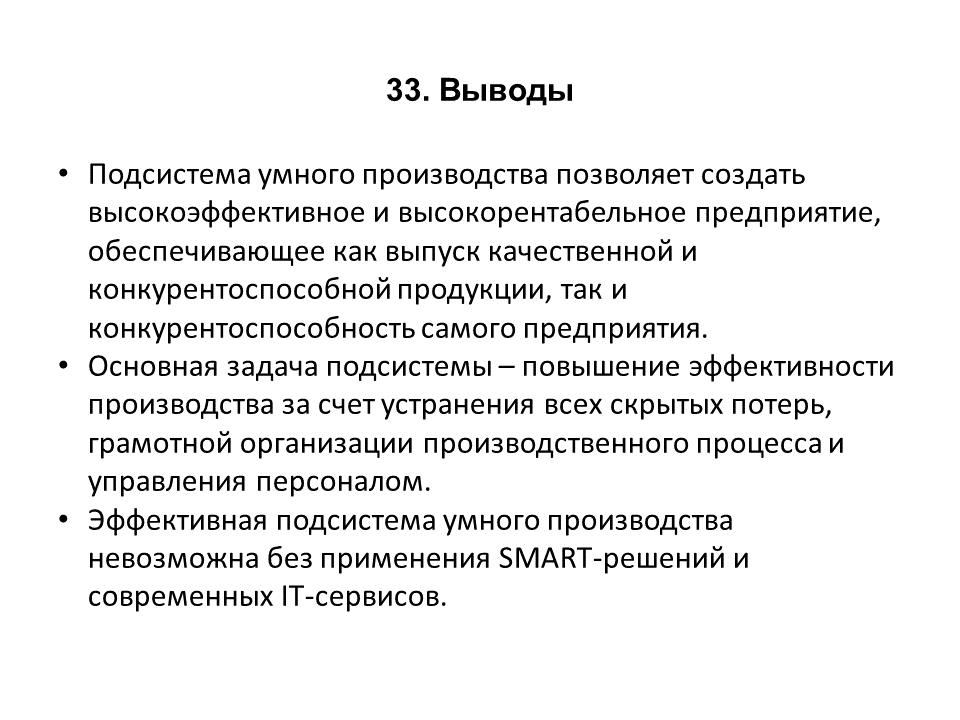 33. Выводы
• Подсистема умного производства позволяет создать
высокоэффективное и высокорентабельное предприятие,
обеспечивающее как выпуск качественной и
конкурентоспособной продукции, так и
конкурентоспособность самого предприятия.
• Основная задача подсистемы – повышение эффективности
производства за счет устранения всех скрытых потерь,
грамотной организации производственного процесса и
управления персоналом.
• Эффективная подсистема умного производства
невозможна без применения SMART-решений и
современных IT-сервисов.